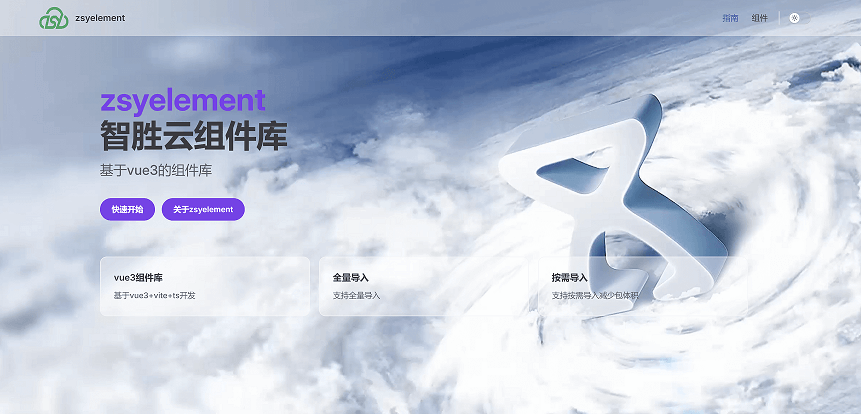 zsyelement
指南
组件
zsyelement
智胜云组件库
基于vue3的组件库
快速开始
关于zsyelement
vue3组件库
基于vue3+vite+ts开发
全量导入
支持全量导入
按需导入
支持按需导入减少包体积